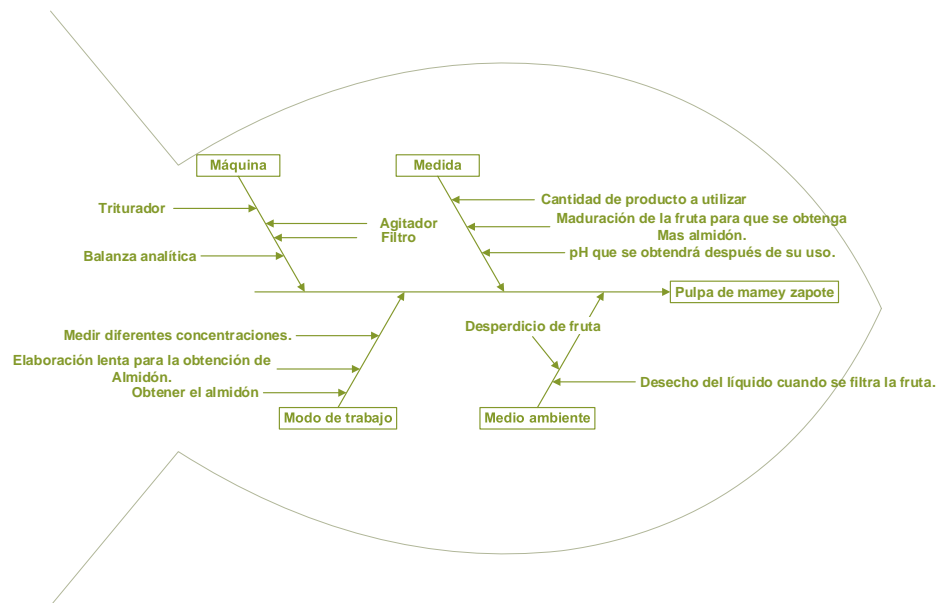 Máquina
Medida
Triturador
Agitador
Filtro
Balanza analítica
Cantidad de producto a utilizar
Maduración de la fruta para que se obtenga
Mas almidón.
pH que se obtendrá después de su uso.
Pulpa de mamey zapote
Medir diferentes concentraciones.
Elaboración lenta para la obtención de
Almidón.
Obtener el almidón
Desperdicio de fruta
Desecho del líquido cuando se filtra la fruta.
Modo de trabajo
Medio ambiente